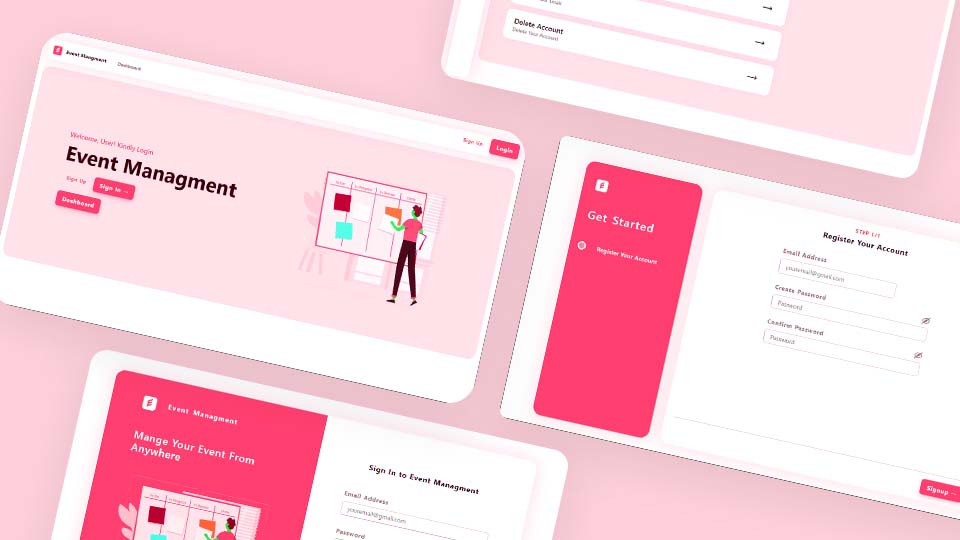 Delete Account
Delete Your Account
Event Mangment
Dashboard
Sign Up
Login
Welcome, User! Kindly Login
Event Managment
Sign Up
Sign In →
Dashboard
Get Started
Register Your Account
STEP 1/1
Register Your Account
Email Address
youremail@gmail.com
Create Password
Password
Confirm Password
Password
Signup →
Event Managment
Mange Your Event From
Anywhere
Sign In to Event Managment
Email Address
youremail@gmail.com
Password